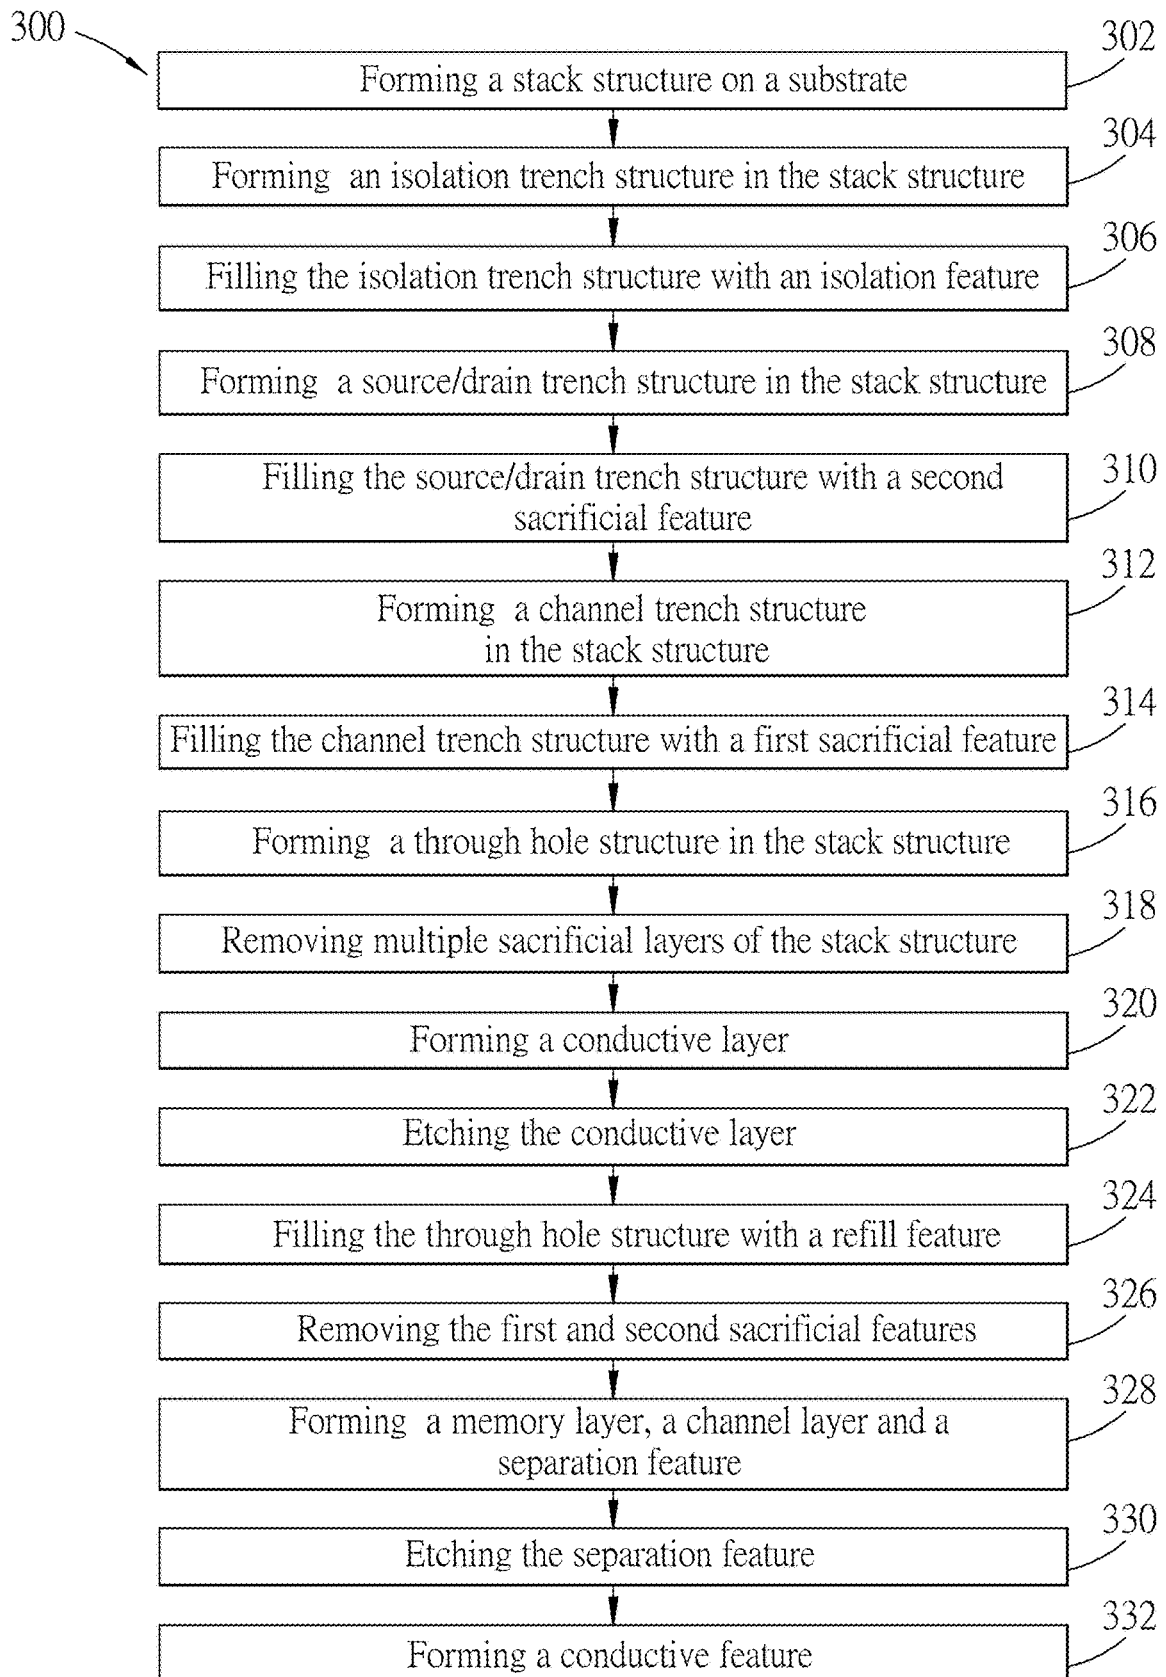 300
302
Forming a stack structure on a substrate
304
Forming an isolation trench structure in the stack structure
306
Filling the isolation trench structure with an isolation feature
308
Forming a source/drain trench structure in the stack structure
310
Filling the source/drain trench structure with a second
sacrificial feature
312
Forming a channel trench structure
in the stack structure
314
Filling the channel trench structure with a first sacrificial feature
316
Forming a through hole structure in the stack structure
318
Removing multiple sacrificial layers of the stack structure
320
Forming a conductive layer
322
Etching the conductive layer
324
Filling the through hole structure with a refill feature
326
Removing the first and second sacrificial features
328
Forming a memory layer, a channel layer and a
separation feature
330
Etching the separation feature
332
Forming a conductive feature